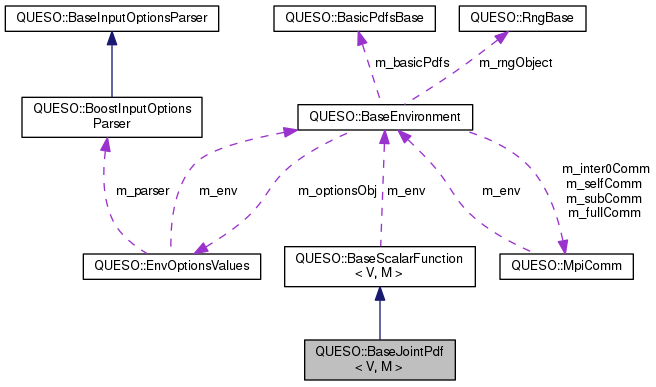 QUESO::BaseInputOptionsParser
QUESO::BasicPdfsBase
QUESO::RngBase
m_basicPdfs
m_rngObject
QUESO::BoostInputOptions
Parser
QUESO::BaseEnvironment
m_parser
m_env
m_optionsObj
m_env
m_env
m_inter0Comm
m_selfComm
m_subComm
m_fullComm
QUESO::EnvOptionsValues
QUESO::BaseScalarFunction
< V, M >
QUESO::MpiComm
QUESO::BaseJointPdf
< V, M >